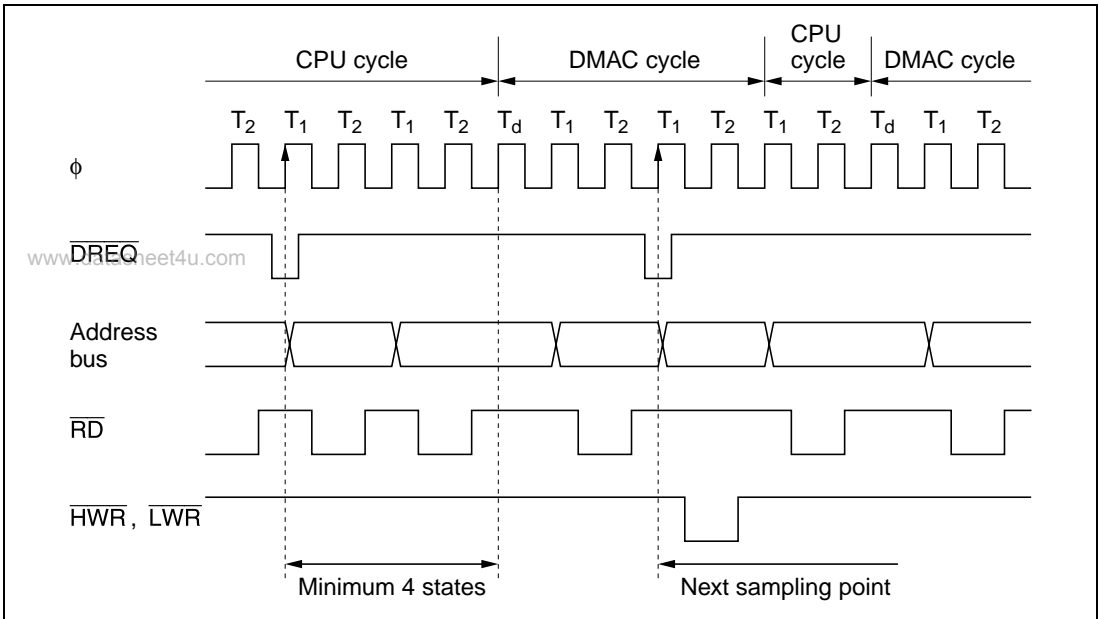 CPU cycle DMAC cycle CPU cycle DMAC cycle
T2 T1 T2 T1 T2 Td T1 T2 T1 T2 T1 T2 Td T1 T2
ϕ
DREQ
www.datasheet4u.com
Address
bus
RD
HWR , LWR
Minimum 4 states Next sampling point